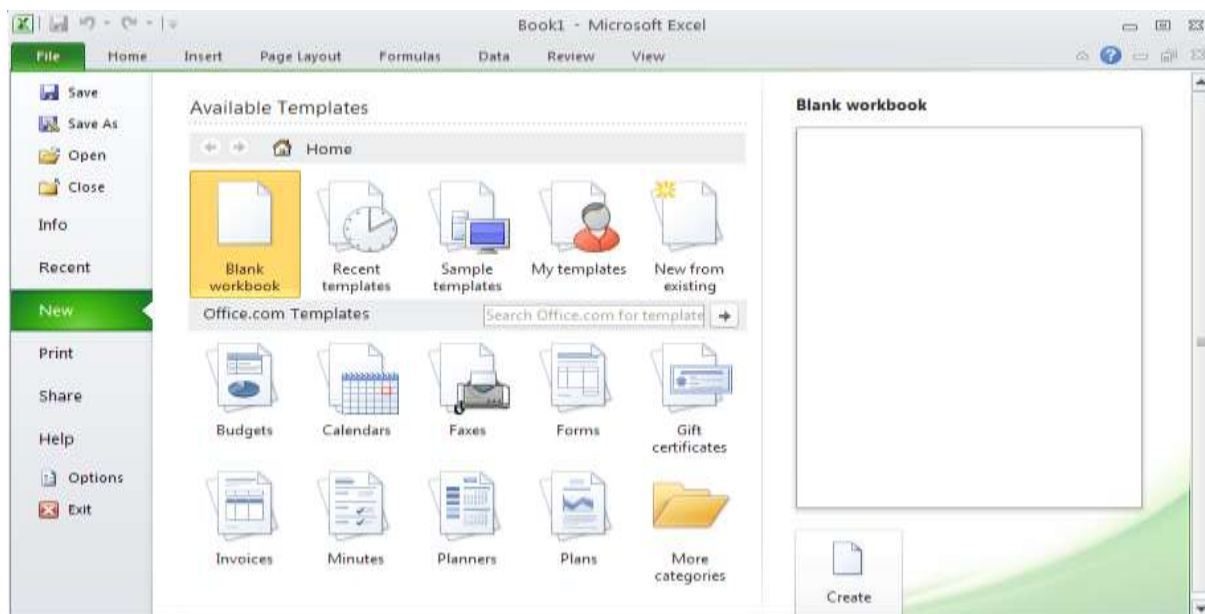 Book1 - Microsoft Excel
File Home Insert Page Layout Formulas Data Review View
Save
Save As
Open
Close
Info
Recent
New
Print
Share
Help
Options
Exit
Available Templates
Home
Blank
workbook
Recent
templates
Sample
templates
My templates
New from
existing
Office.com Templates
Search Office.com for template
Budgets
Calendars
Faxes
Forms
Gift
certificates
Invoices
Minutes
Planners
Plans
More
categories
Blank workbook
Create